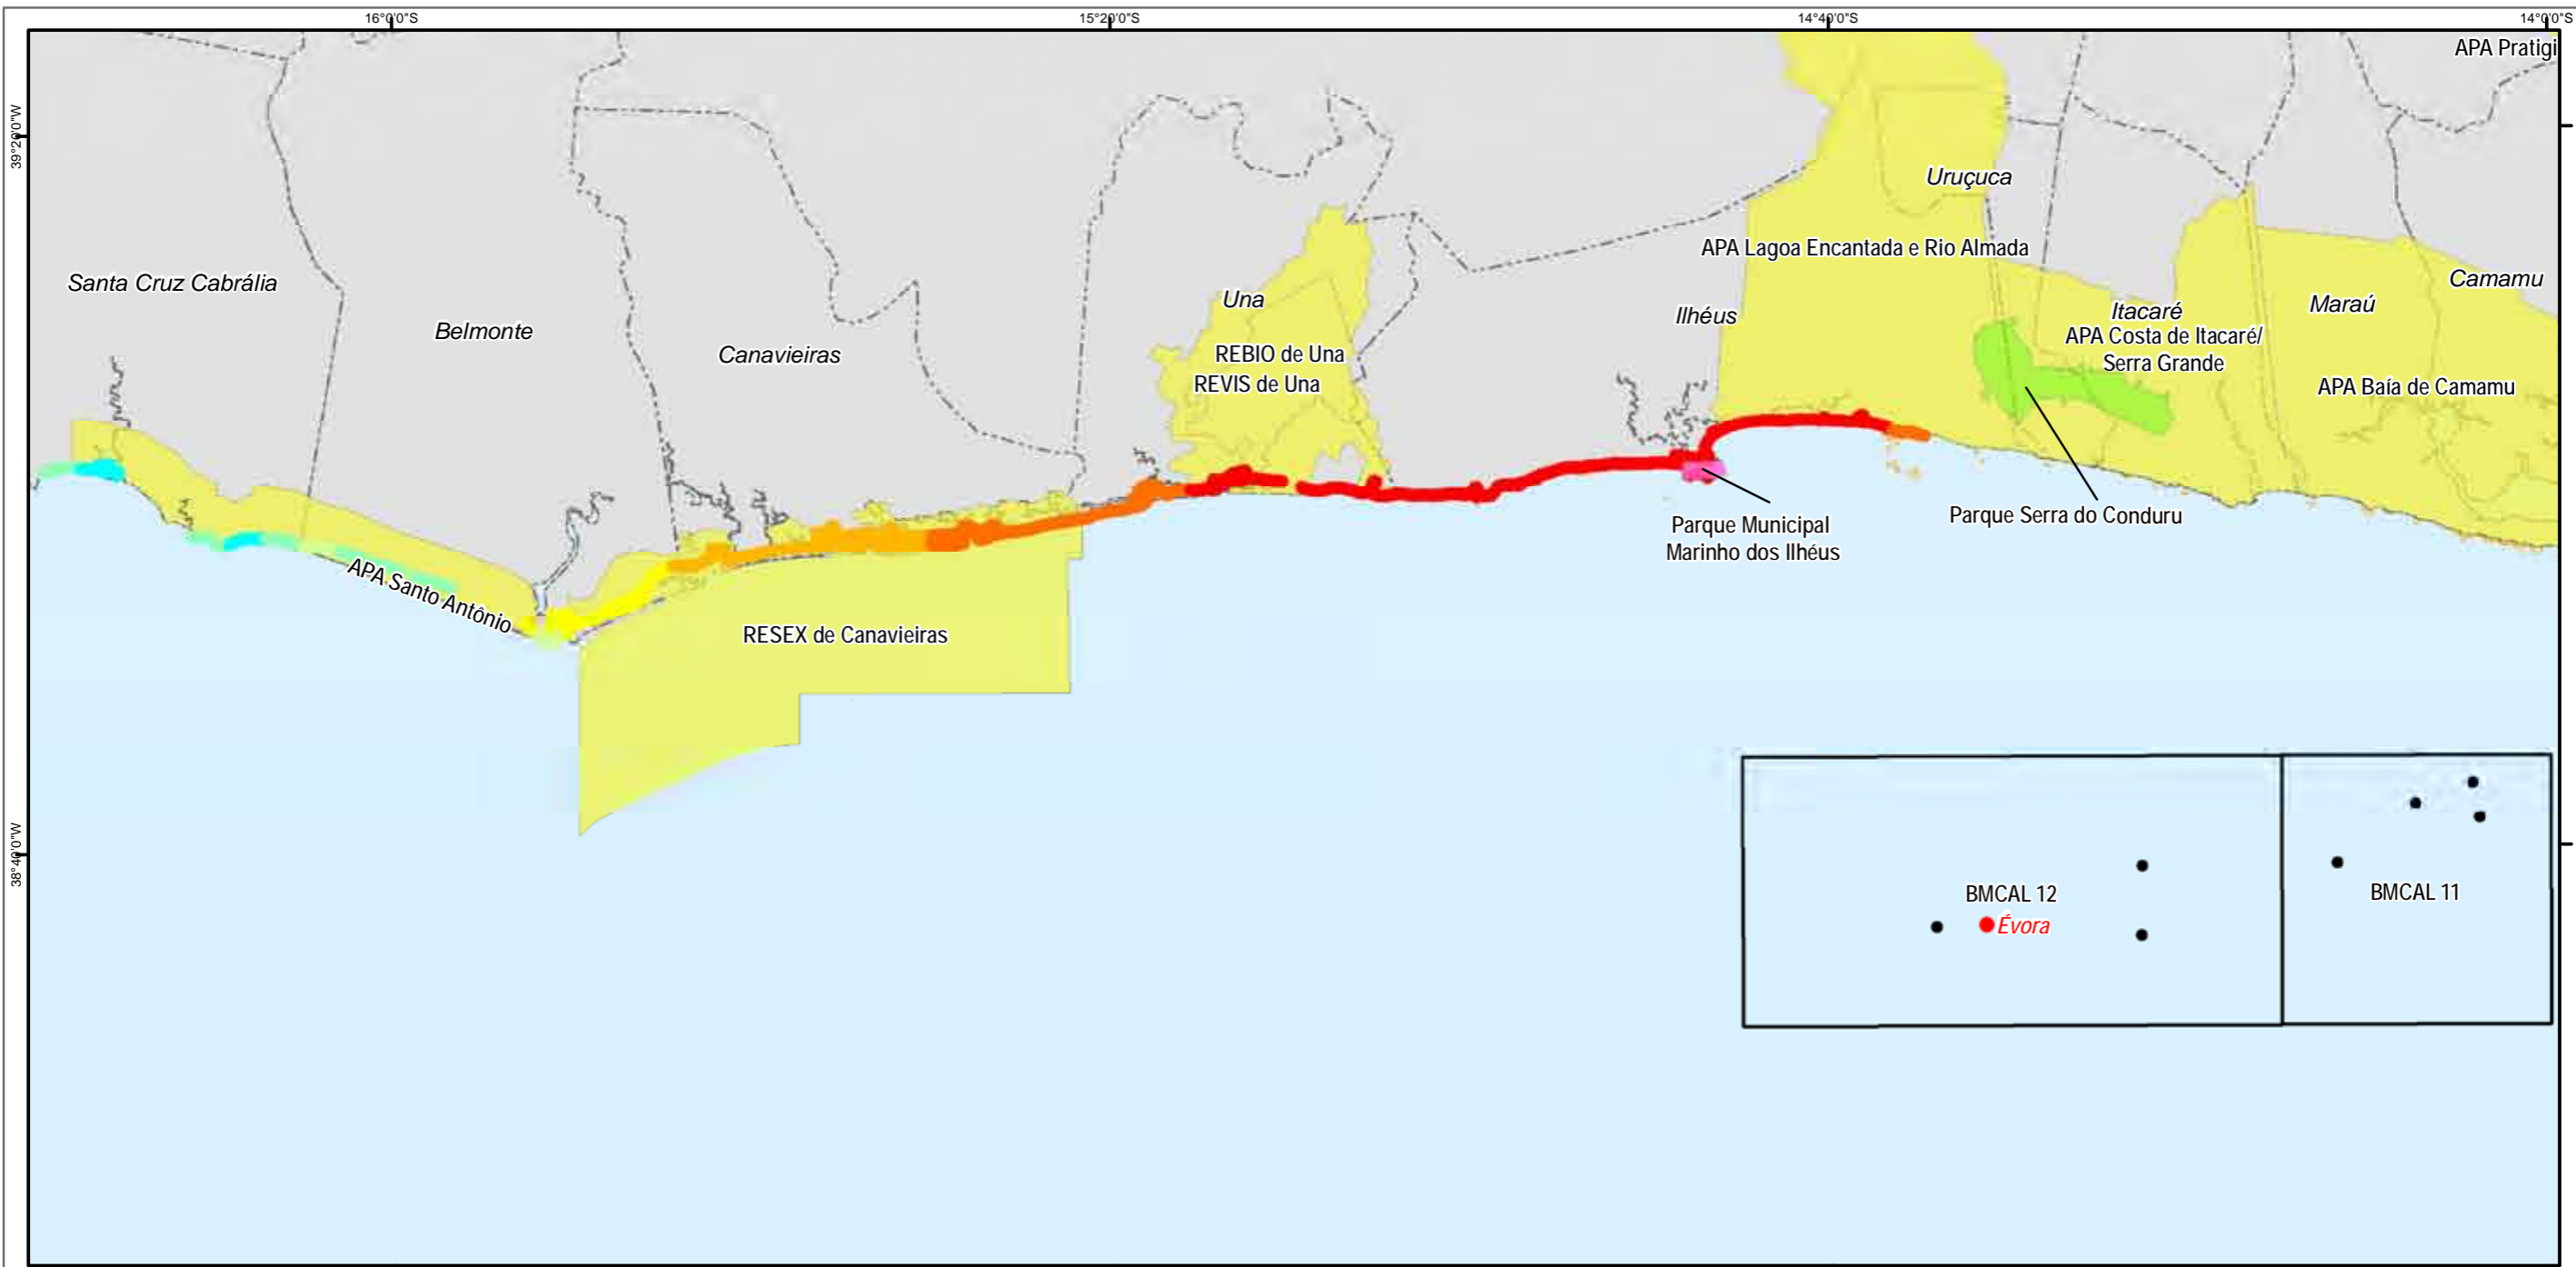 16°0'0"S
15°20'0"S
14°40'0"S
14°0'0"S
39°20'0"W
38°40'0"W
APA Pratigi
Uruçuca
APA Lagoa Encantada e Rio Almada
Santa Cruz Cabrália
Belmonte
Canavieiras
Una
REBIO de Una
REVIS de Una
Ilhéus
Itacaré
APA Costa de Itacaré/
Serra Grande
Maraú
Camamu
APA Baía de Camamu
Parque Municipal
Marinho dos Ilhéus
Parque Serra do Conduru
APA Santo Antônio
RESEX de Canavieiras
BMCAL 12
Évora
BMCAL 11